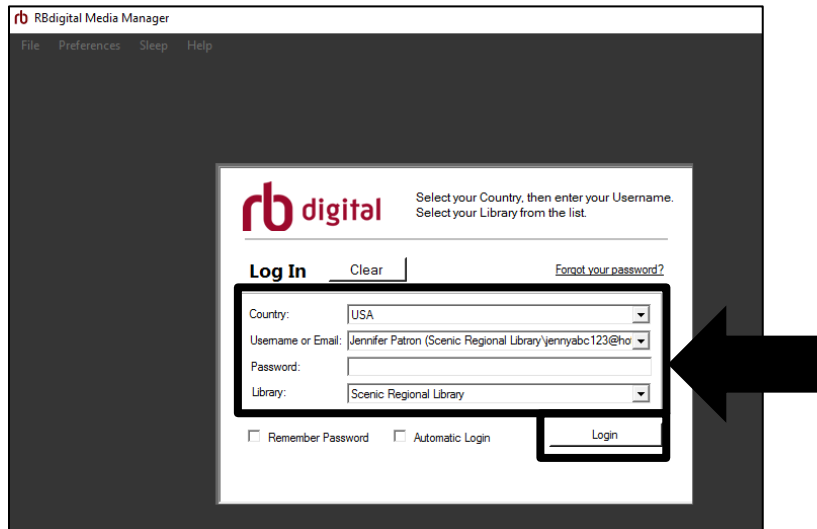 rb RBdigital Media Manager
File Preferences Sleep Help
rb digital
Select your Country, then enter your Username.
Select your Library from the list.
Log In Clear Forgot your password?
Country: USA
Username or Email: Jennifer Patron (Scenic Regional Library\jennyabc123@ho
Password:
Library: Scenic Regional Library
Remember Password Automatic Login Login